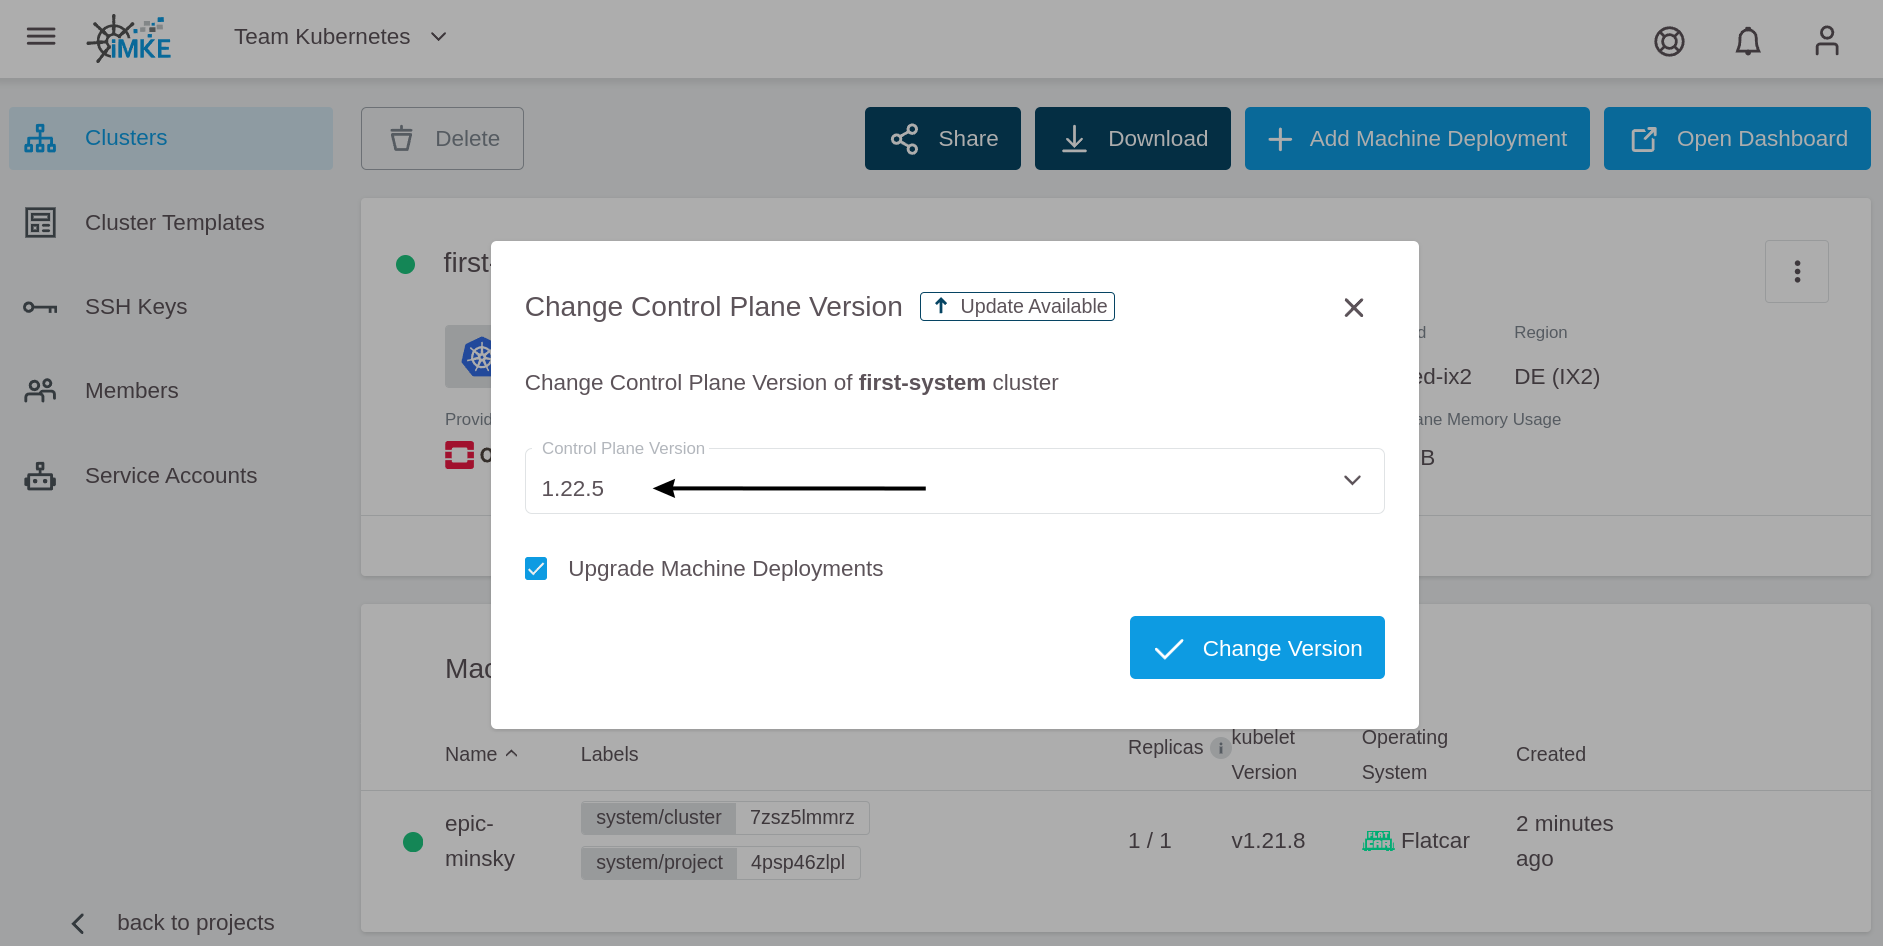 iMKE
Team Kubernetes
Clusters
Cluster Templates
SSH Keys
Members
Service Accounts
back to projects
Delete
Share
Download
Add Machine Deployment
Open Dashboard
first-
Region
ed-ix2
DE (IX2)
Provid
ane Memory Usage
B
Change Control Plane Version
Update Available
Change Control Plane Version of first-system cluster
Control Plane Version
1.22.5
Upgrade Machine Deployments
Change Version
Mac
Name
Labels
Replicas
kubelet
Version
Operating
System
Created
epic-
minsky
system/cluster 7zsz5lmmrz
system/project 4psp46zlpl
1 / 1
v1.21.8
FLAT
CAR
Flatcar
2 minutes
ago